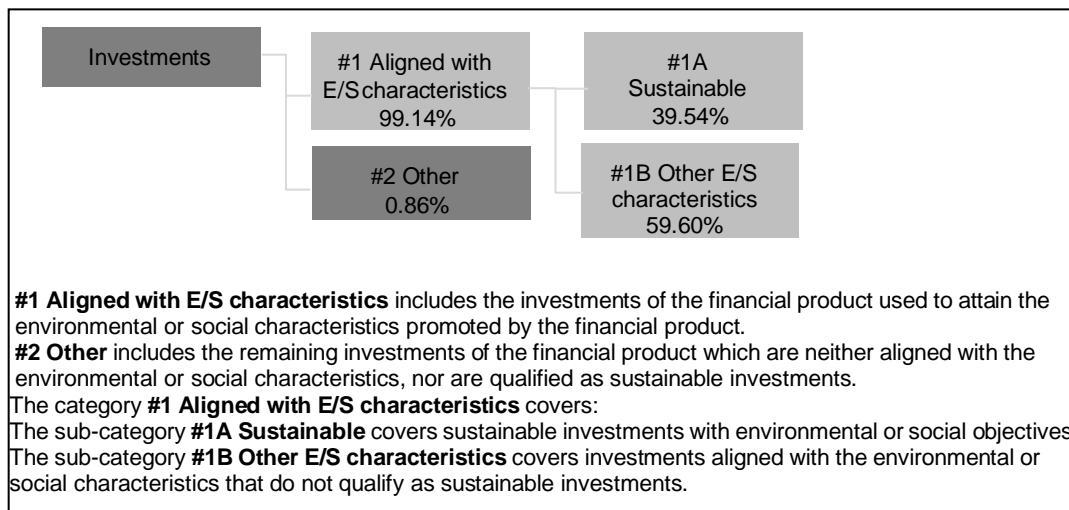 Investments
#1 Aligned with
E/S characteristics
99.14%
#1A
Sustainable
39.54%
#2 Other
0.86%
#1B Other E/S
characteristics
59.60%
#1 Aligned with E/S characteristics includes the investments of the financial product used to attain the
environmental or social characteristics promoted by the financial product.
#2 Other includes the remaining investments of the financial product which are neither aligned with the
environmental or social characteristics, nor are qualified as sustainable investments.
The category #1 Aligned with E/S characteristics covers:
The sub-category #1A Sustainable covers sustainable investments with environmental or social objectives
The sub-category #1B Other E/S characteristics covers investments aligned with the environmental or
social characteristics that do not qualify as sustainable investments.